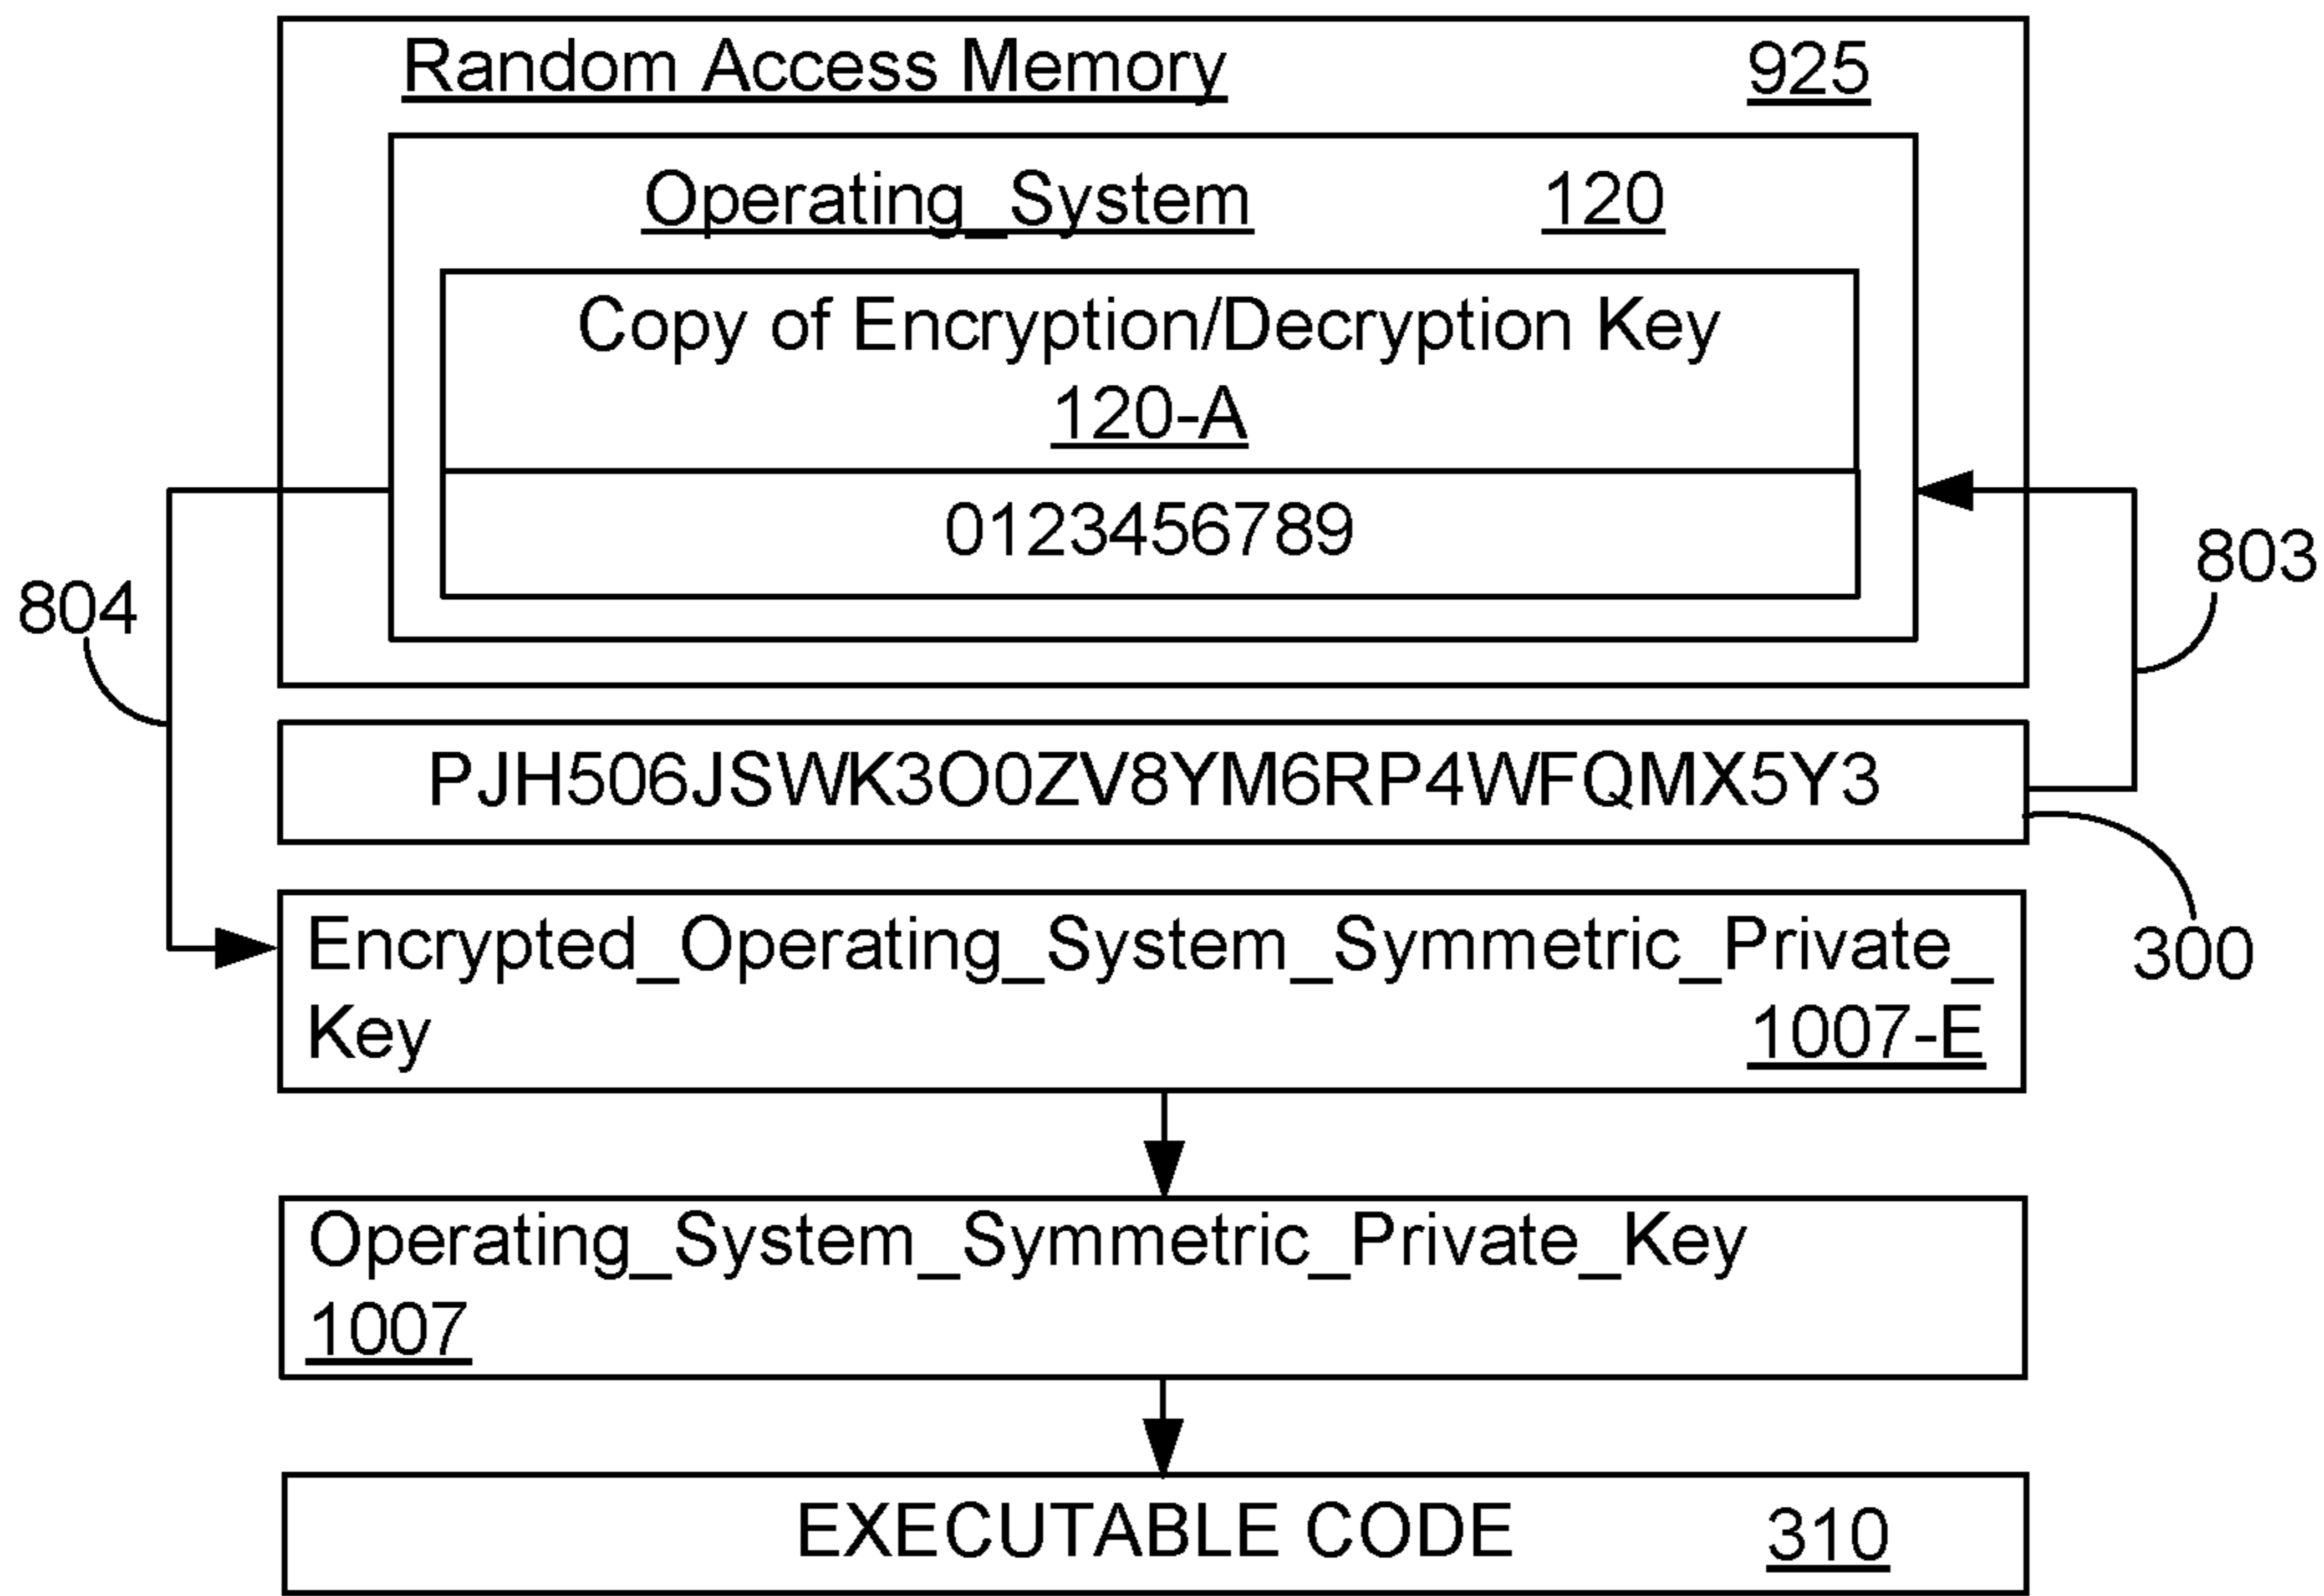 Random Access Memory 925
Operating_System 120
Copy of Encryption/Decryption Key
120-A
0123456789
804
803
PJH506JSWK3O0ZV8YM6RP4WFQMX5Y3
Encrypted_Operating_System_Symmetric_Private_
Key 1007-E
300
Operating_System_Symmetric_Private_Key
1007
EXECUTABLE CODE 310